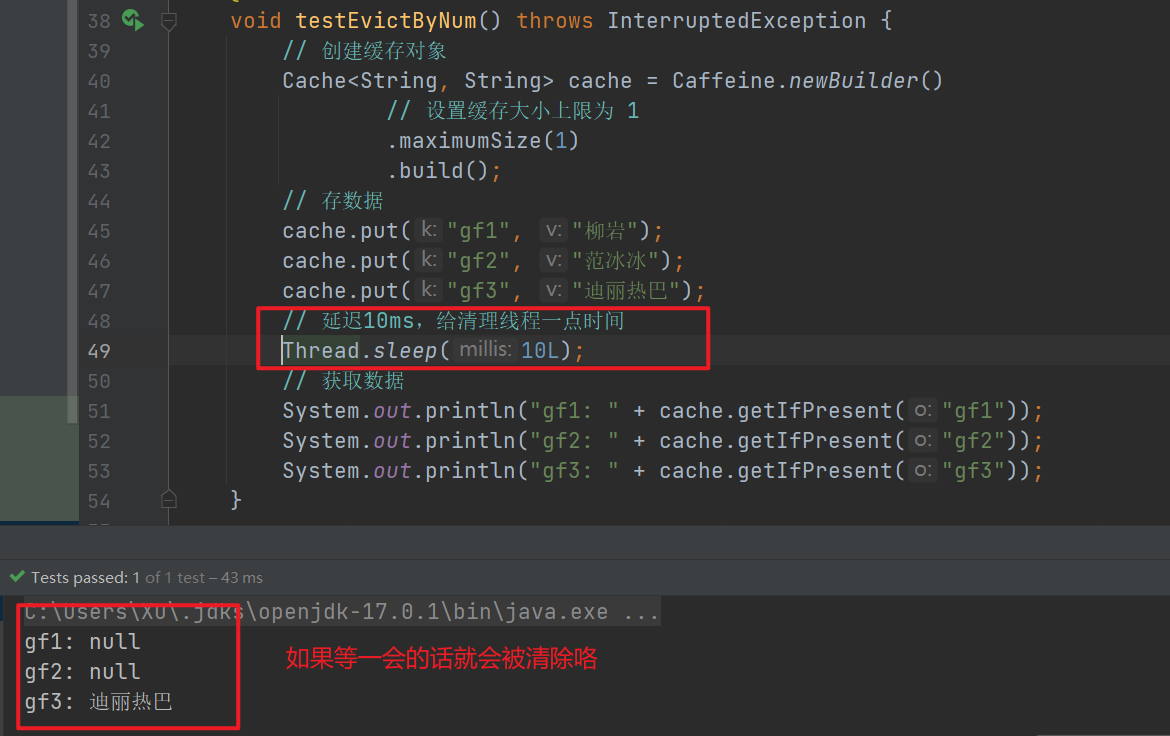 38 void testEvictByNum() throws InterruptedException {
39 // 创建缓存对象
40 Cache<String, String> cache = Caffeine.newBuilder()
41 // 设置缓存大小上限为 1
42 .maximumSize(1)
43 .build();
44 // 存数据
45 cache.put( k: "gf1", v: "柳岩");
46 cache.put( k: "gf2", v: "范冰冰");
47 cache.put( k: "gf3", v: "迪丽热巴");
48 // 延迟10ms，给清理线程一点时间
49 Thread.sleep( millis: 10L);
50 // 获取数据
51 System.out.println("gf1: " + cache.getIfPresent( o: "gf1"));
52 System.out.println("gf2: " + cache.getIfPresent( o: "gf2"));
53 System.out.println("gf3: " + cache.getIfPresent( o: "gf3"));
54 }
Tests passed: 1 of 1 test – 43 ms
C:\Users\XU\.jdks\openjdk-17.0.1\bin\java.exe ...
gf1: null
如果等一会的话就会被清除咯
gf2: null
gf3: 迪丽热巴